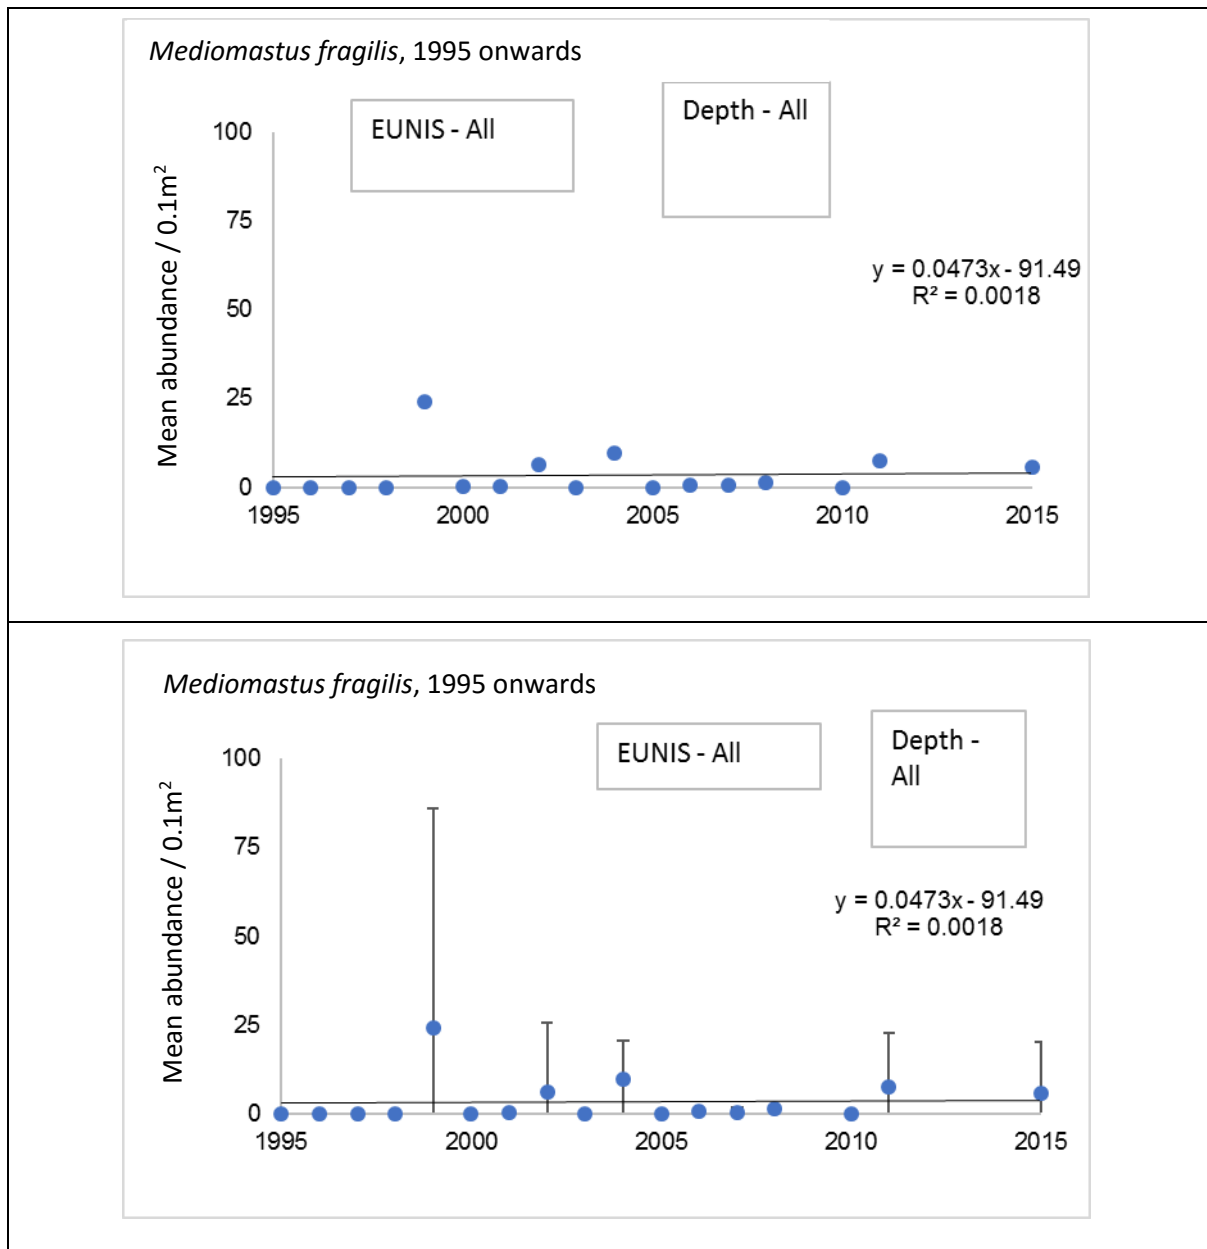 Mediomastus fragilis, 1995 onwards
EUNIS - All
Depth - All
Mean abundance / 0.1m²
100
75
50
25
0
y = 0.0473x - 91.49
R² = 0.0018
1995 2000 2005 2010 2015
Mediomastus fragilis, 1995 onwards
EUNIS - All
Depth -
All
Mean abundance / 0.1m²
100
75
50
25
0
y = 0.0473x - 91.49
R² = 0.0018
1995 2000 2005 2010 2015